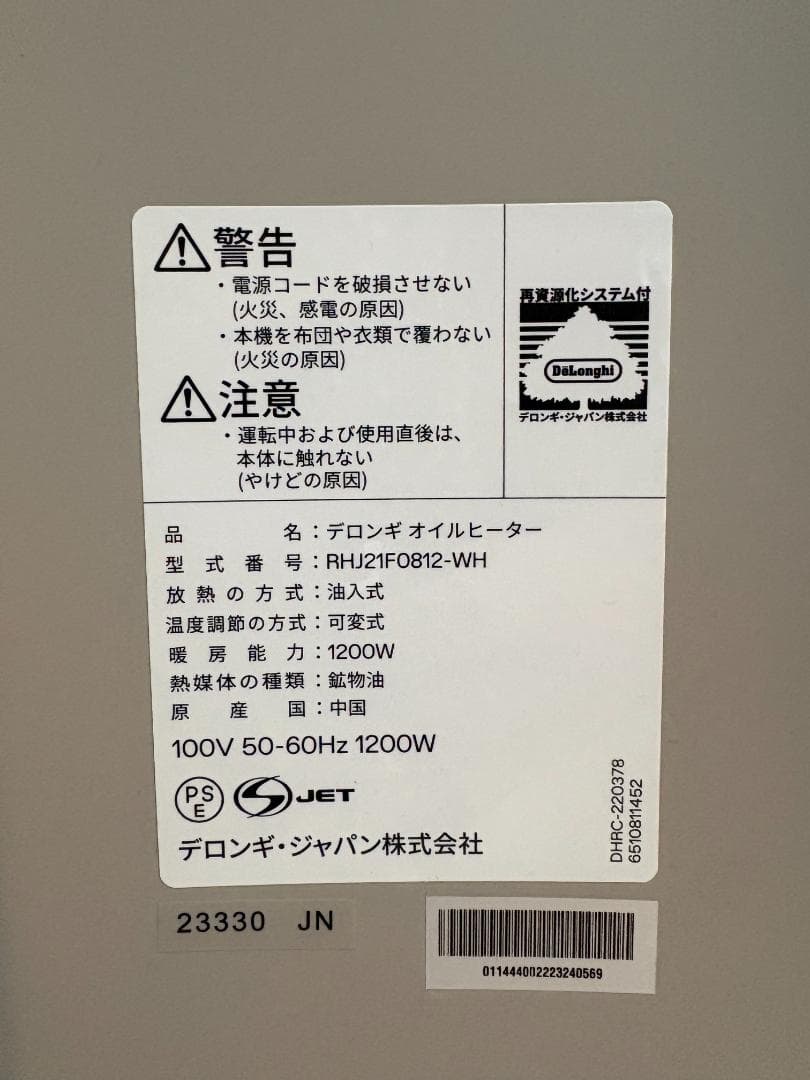 警告
・電源コードを破損させない
(火災、感電の原因)
・本機を布団や衣類で覆わない
(火災の原因)
注意
・運転中および使用直後は、
本体に触れない
(やけどの原因)
再資源化システム付
DēLonghi
デロンギ・ジャパン株式会社
品名：デロンギ オイルヒーター
型式番号：RHJ21F0812-WH
放熱の方式：油入式
温度調節の方式：可変式
暖房能力：1200W
熱媒体の種類：鉱物油
原産国：中国
100V 50-60Hz 1200W
PS
E
JET
デロンギ・ジャパン株式会社
DHRC-220378
6510811452
23330 JN
011444002223240569